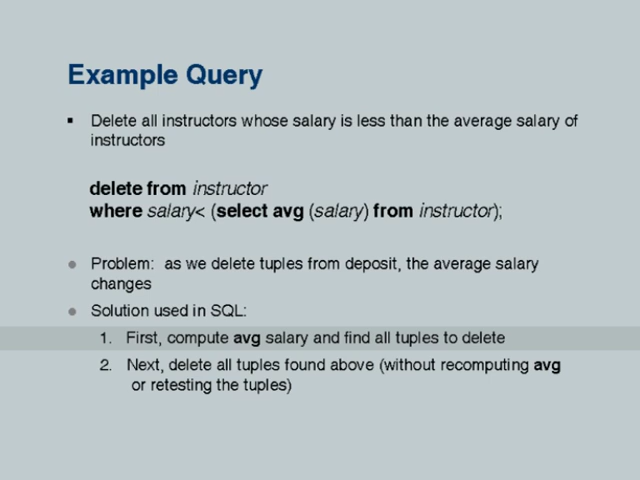 Example Query
▪ Delete all instructors whose salary is less than the average salary of
instructors
delete from instructor
where salary< (select avg (salary) from instructor);
● Problem: as we delete tuples from deposit, the average salary
changes
● Solution used in SQL:
1. First, compute avg salary and find all tuples to delete
2. Next, delete all tuples found above (without recomputing avg
or retesting the tuples)